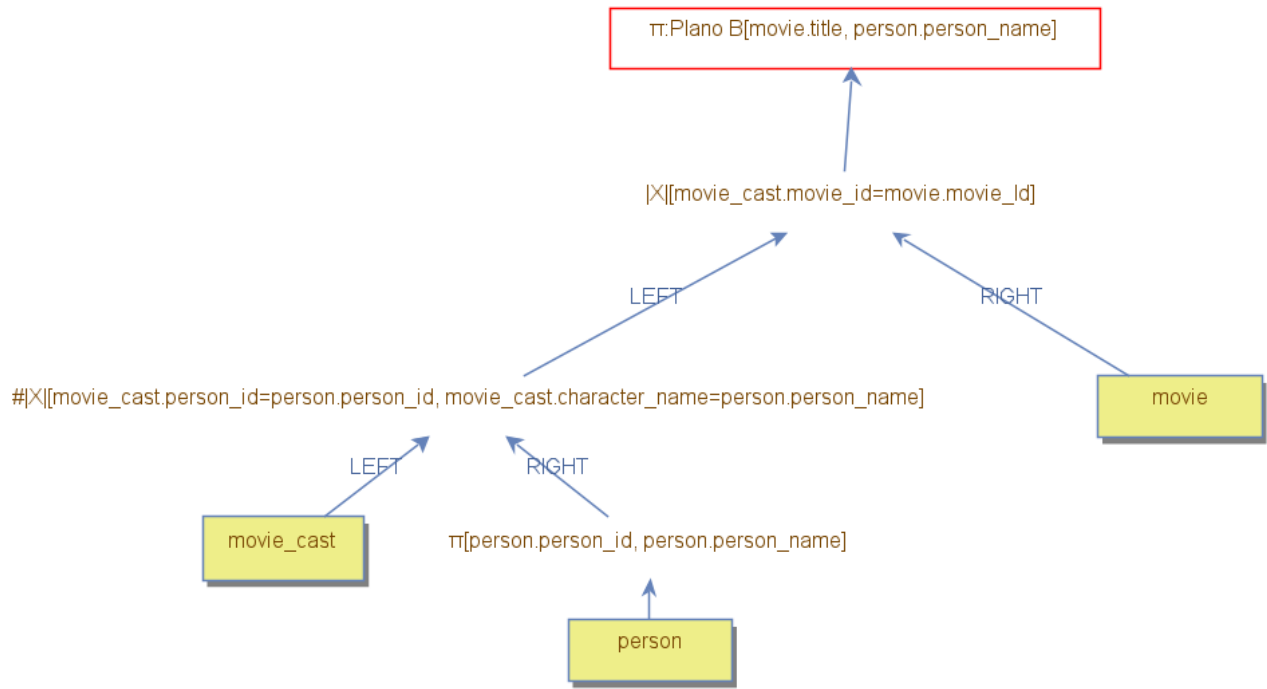 π:Plano B[movie.title, person.person_name]
|X|[movie_cast.movie_id=movie.movie_Id]
LEFT
RIGHT
#|X|[movie_cast.person_id=person.person_id, movie_cast.character_name=person.person_name]
movie
LEFT
RIGHT
movie_cast
π[person.person_id, person.person_name]
person